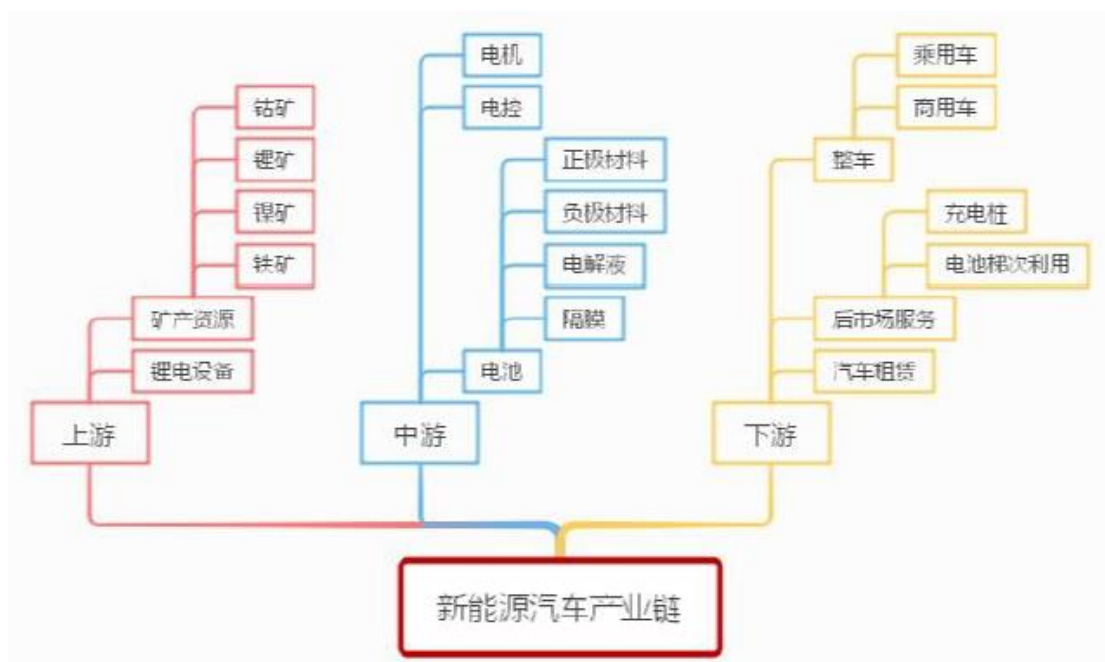 电机
乘用车
钴矿
电控
商用车
锂矿
正极材料
整车
镍矿
负极材料
充电桩
铁矿
电解液
电池梯次利用
矿产资源
隔膜
后市场服务
锂电设备
电池
汽车租赁
上游
中游
下游
新能源汽车产业链